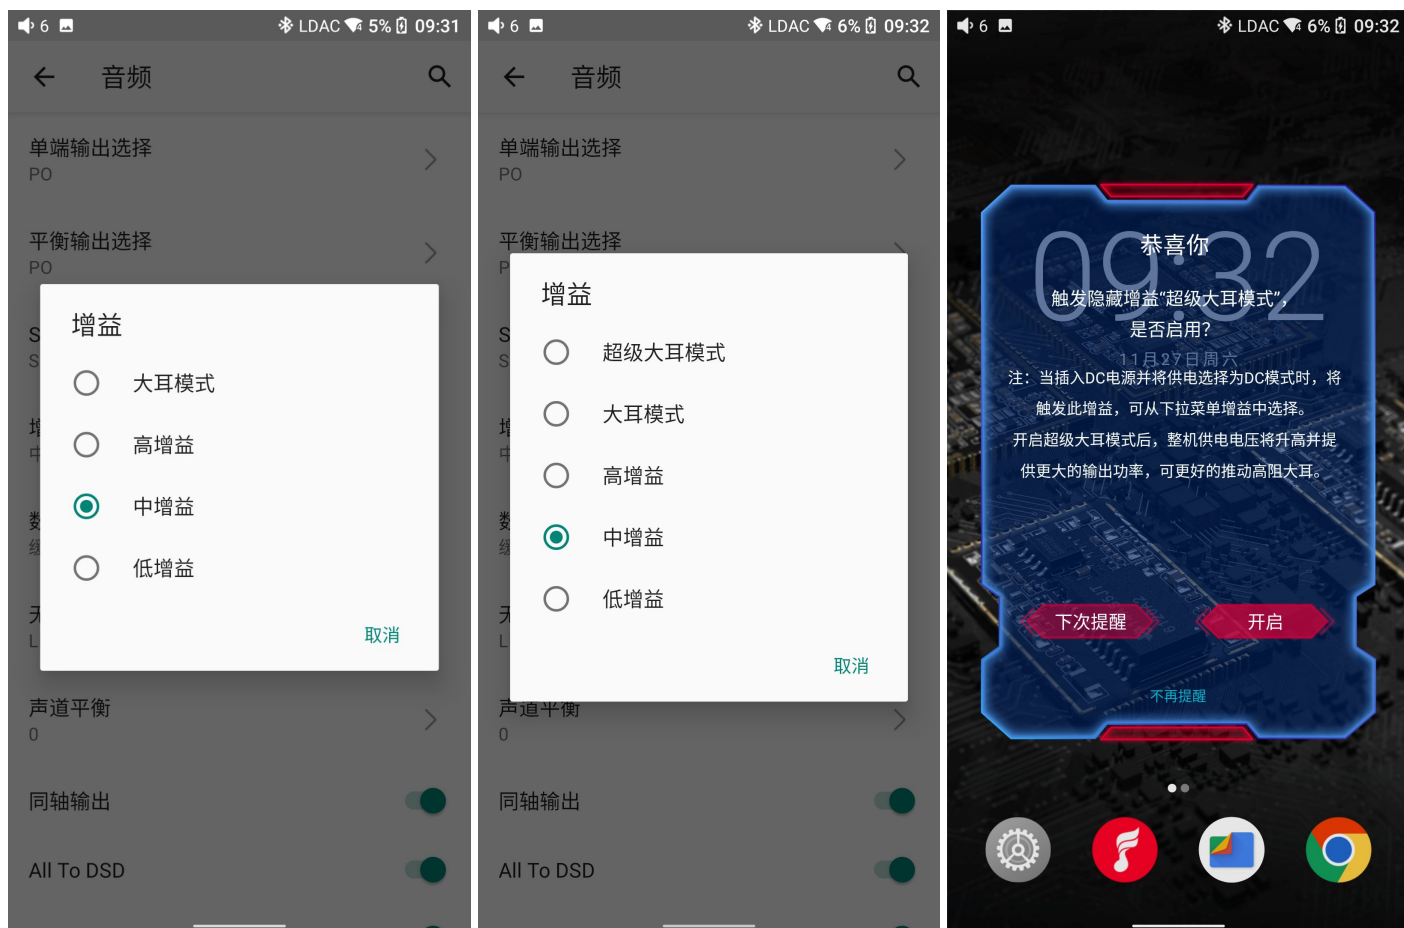 6
LDAC 5% 09:31
音频
单端输出选择
PO
平衡输出选择
PO
S
S
增益
大耳模式
高增益
中增益
低增益
取消
L
声道平衡
0
同轴输出
All To DSD
6
LDAC 6% 09:32
音频
单端输出选择
PO
平衡输出选择
P
S
S
增益
超级大耳模式
大耳模式
高增益
中增益
低增益
取消
声道平衡
0
同轴输出
All To DSD
6
LDAC 6% 09:32
09:32
恭喜你
触发隐藏增益“超级大耳模式”，
是否启用？
11月27日周六
注：当插入DC电源并将供电选择为DC模式时，将
触发此增益，可从下拉菜单增益中选择。
开启超级大耳模式后，整机供电电压将升高并提
供更大的输出功率，可更好的推动高阻大耳。
下次提醒
开启
不再提醒